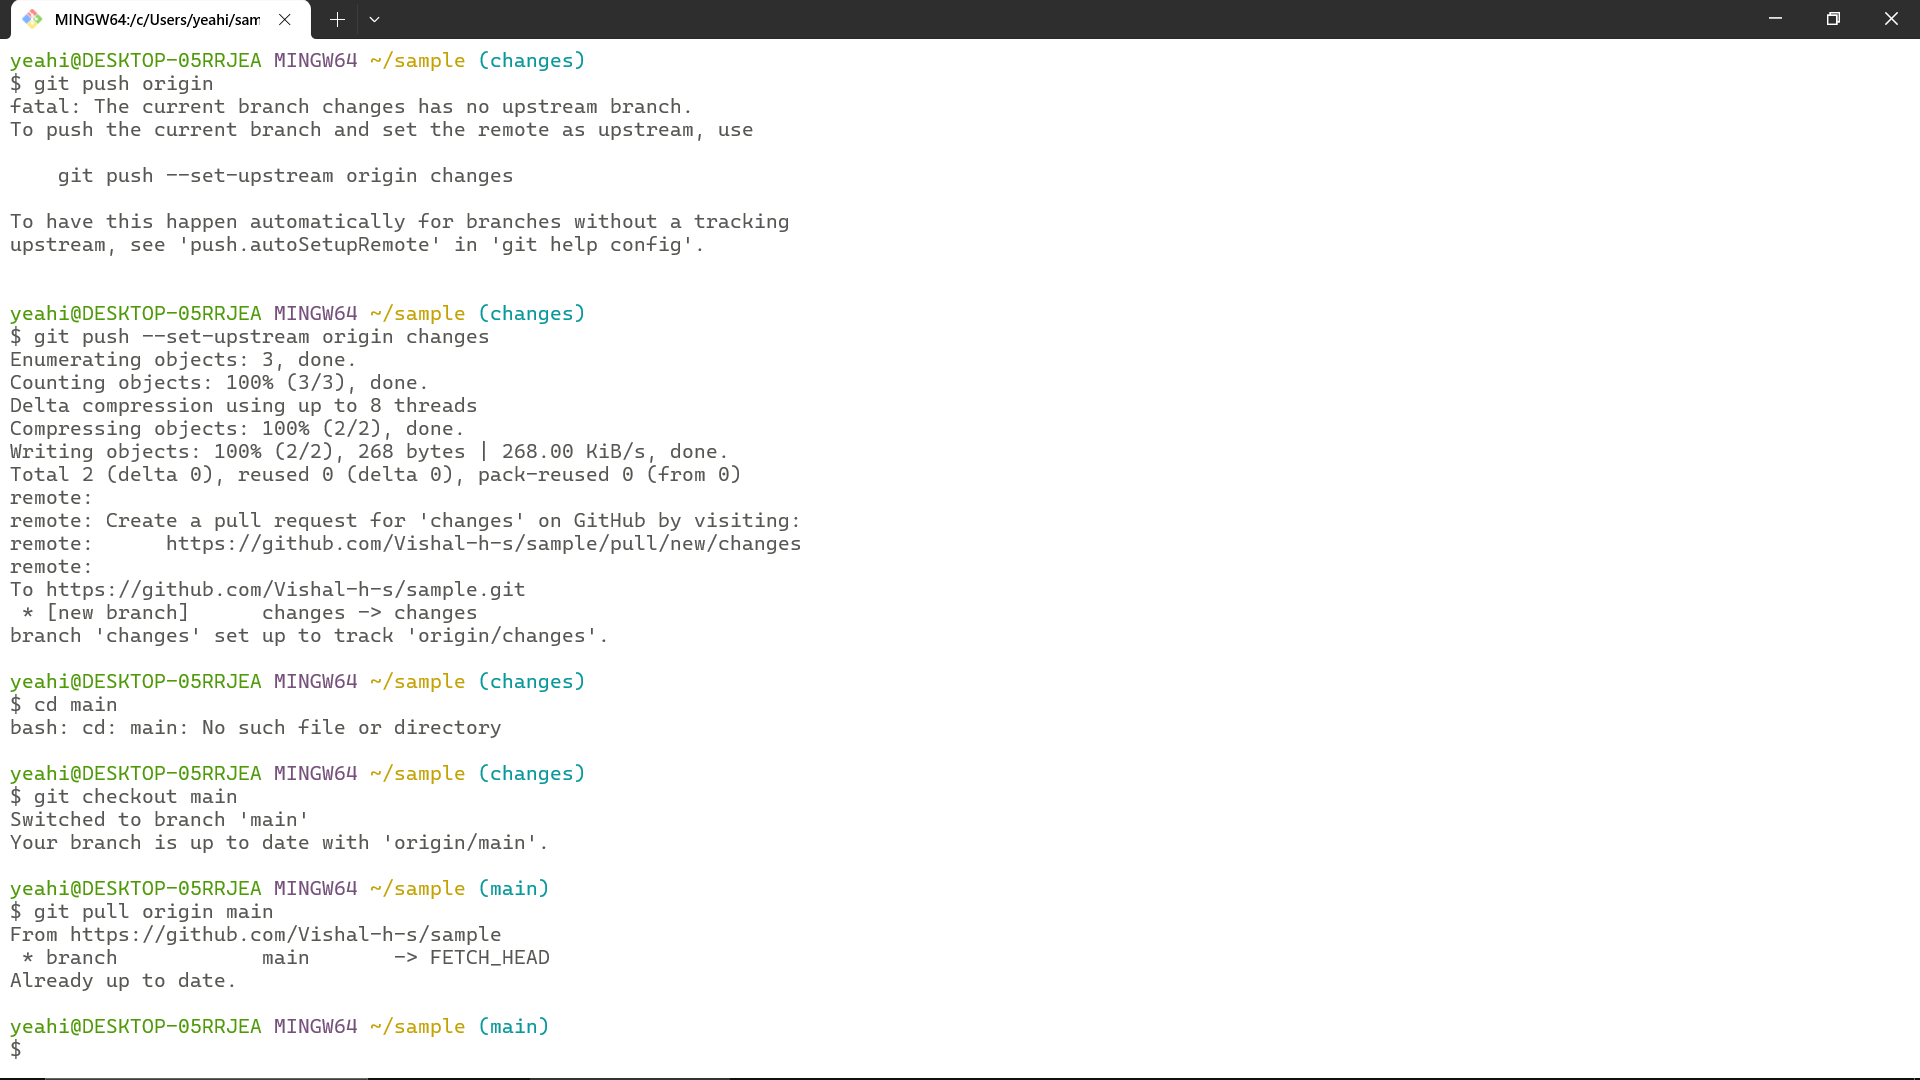 MINGW64:/c/Users/yeahi/sam
yeahi@DESKTOP-05RRJEA MINGW64 ~/sample (changes)
$ git push origin
fatal: The current branch changes has no upstream branch.
To push the current branch and set the remote as upstream, use
    git push --set-upstream origin changes
To have this happen automatically for branches without a tracking
upstream, see 'push.autoSetupRemote' in 'git help config'.
yeahi@DESKTOP-05RRJEA MINGW64 ~/sample (changes)
$ git push --set-upstream origin changes
Enumerating objects: 3, done.
Counting objects: 100% (3/3), done.
Delta compression using up to 8 threads
Compressing objects: 100% (2/2), done.
Writing objects: 100% (2/2), 268 bytes | 268.00 KiB/s, done.
Total 2 (delta 0), reused 0 (delta 0), pack-reused 0 (from 0)
remote:
remote: Create a pull request for 'changes' on GitHub by visiting:
remote:      https://github.com/Vishal-h-s/sample/pull/new/changes
remote:
To https://github.com/Vishal-h-s/sample.git
 * [new branch]      changes -> changes
branch 'changes' set up to track 'origin/changes'.
yeahi@DESKTOP-05RRJEA MINGW64 ~/sample (changes)
$ cd main
bash: cd: main: No such file or directory
yeahi@DESKTOP-05RRJEA MINGW64 ~/sample (changes)
$ git checkout main
Switched to branch 'main'
Your branch is up to date with 'origin/main'.
yeahi@DESKTOP-05RRJEA MINGW64 ~/sample (main)
$ git pull origin main
From https://github.com/Vishal-h-s/sample
 * branch            main       -> FETCH_HEAD
Already up to date.
yeahi@DESKTOP-05RRJEA MINGW64 ~/sample (main)
$